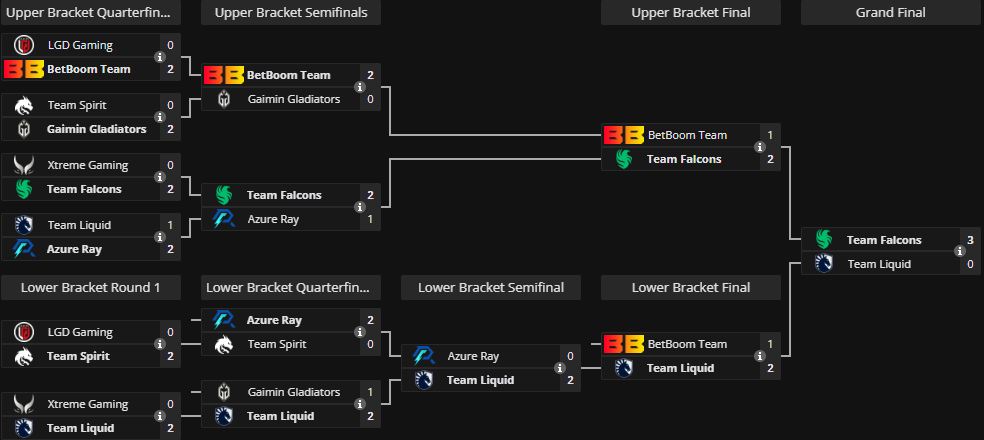 Upper Bracket Quarterfin...
LGD Gaming 0
BetBoom Team 2
Team Spirit 0
Gaimin Gladiators 2
Xtreme Gaming 0
Team Falcons 2
Team Liquid 1
Azure Ray 2
Upper Bracket Semifinals
BetBoom Team 2
Gaimin Gladiators 0
Team Falcons 2
Azure Ray 1
Upper Bracket Final
BetBoom Team 1
Team Falcons 2
Grand Final
Team Falcons 3
Team Liquid 0
Lower Bracket Round 1
LGD Gaming 0
Team Spirit 2
Xtreme Gaming 0
Team Liquid 2
Lower Bracket Quarterfin...
Azure Ray 2
Team Spirit 0
Gaimin Gladiators 1
Team Liquid 2
Lower Bracket Semifinal
Azure Ray 0
Team Liquid 2
Lower Bracket Final
BetBoom Team 1
Team Liquid 2